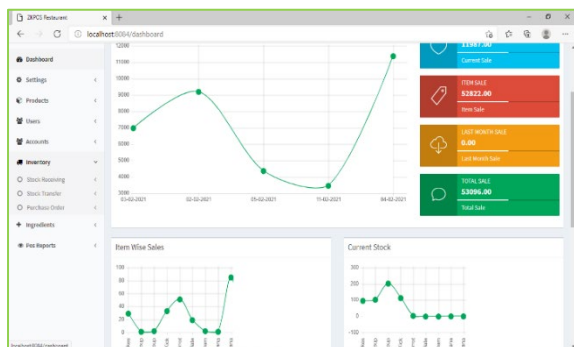 ZKPOS Restaurant
localhost:8084/dashboard
Dashboard
Settings
Products
Users
Accounts
Inventory
Stock Receiving
Stock Transfer
Purchase Order
Ingredients
Pos Reports
12000
11000
10000
9000
8000
7000
6000
5000
4000
3000
03-02-2021
02-02-2021
05-02-2021
11-02-2021
04-02-2021
11987.00
Current Sale
ITEM SALE
52822.00
Item Sale
LAST MONTH SALE
0.00
Last Month Sale
TOTAL SALE
53096.00
Total Sale
Item Wise Sales
100
80
60
40
20
0
Current Stock
300
200
100
0
-100
localhost:8084/dashboard